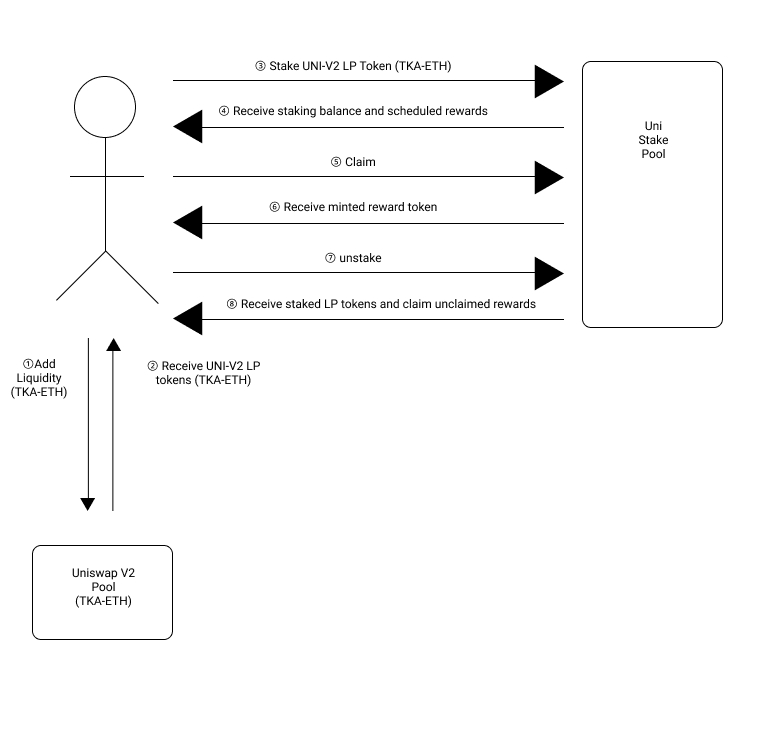 ③ Stake UNI-V2 LP Token (TKA-ETH)
④ Receive staking balance and scheduled rewards
Uni
Stake
Pool
⑤ Claim
⑥ Receive minted reward token
⑦ unstake
⑧ Receive staked LP tokens and claim unclaimed rewards
①Add
Liquidity
(TKA-ETH)
② Receive UNI-V2 LP
tokens (TKA-ETH)
Uniswap V2
Pool
(TKA-ETH)